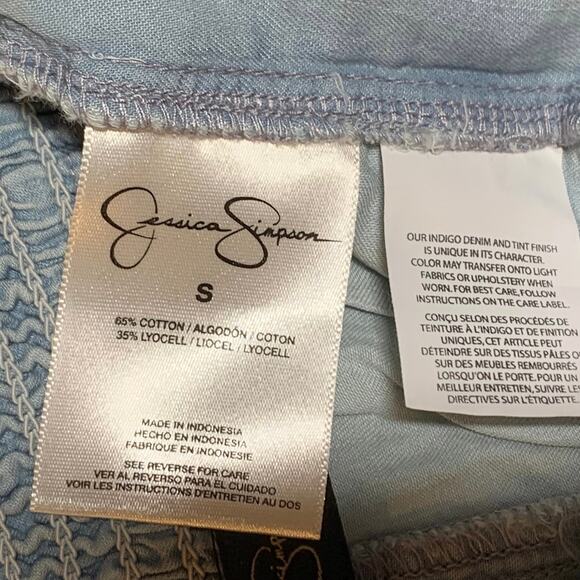 Jessica Simpson
S
65% COTTON / ALGODÓN / COTON
35% LYOCELL / LIOCEL / LYOCELL
MADE IN INDONESIA
HECHO EN INDONESIA
FABRIQUE EN INDONESIE
SEE REVERSE FOR CARE
VER AL REVERSO PARA EL CUIDADO
VOIR LES INSTRUCTIONS D'ENTRETIEN AU DOS
OUR INDIGO DENIM AND TINT FINISH
IS UNIQUE IN ITS CHARACTER.
COLOR MAY TRANSFER ONTO LIGHT
FABRICS OR UPHOLSTERY WHEN
WORN. FOR BEST CARE, FOLLOW
INSTRUCTIONS ON THE CARE LABEL.
CONÇU SELON DES PROCÉDÉS DE
TEINTURE À L'INDIGO ET DE FINITION
UNIQUES, CET ARTICLE PEUT
DÉTEINDRE SUR DES TISSUS PÂLES O
SUR DES MEUBLES REMBOURRÉS
LORSQU'ON LE PORTE. POUR UN
MEILLEUR ENTRETIEN, SUIVRE LE
DIRECTIVES SUR L'ÉTIQUETTE.